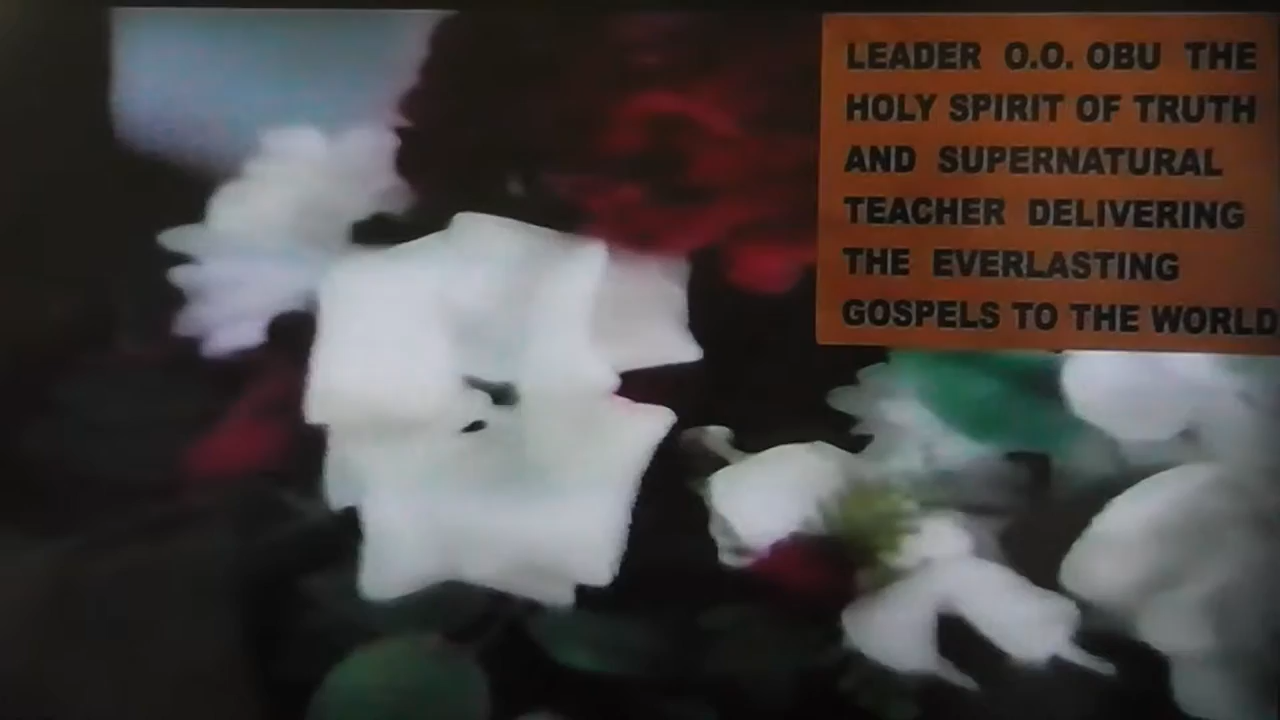 LEADER O.O. OBU THE
HOLY SPIRIT OF TRUTH
AND SUPERNATURAL
TEACHER DELIVERING
THE EVERLASTING
GOSPELS TO THE WORLD